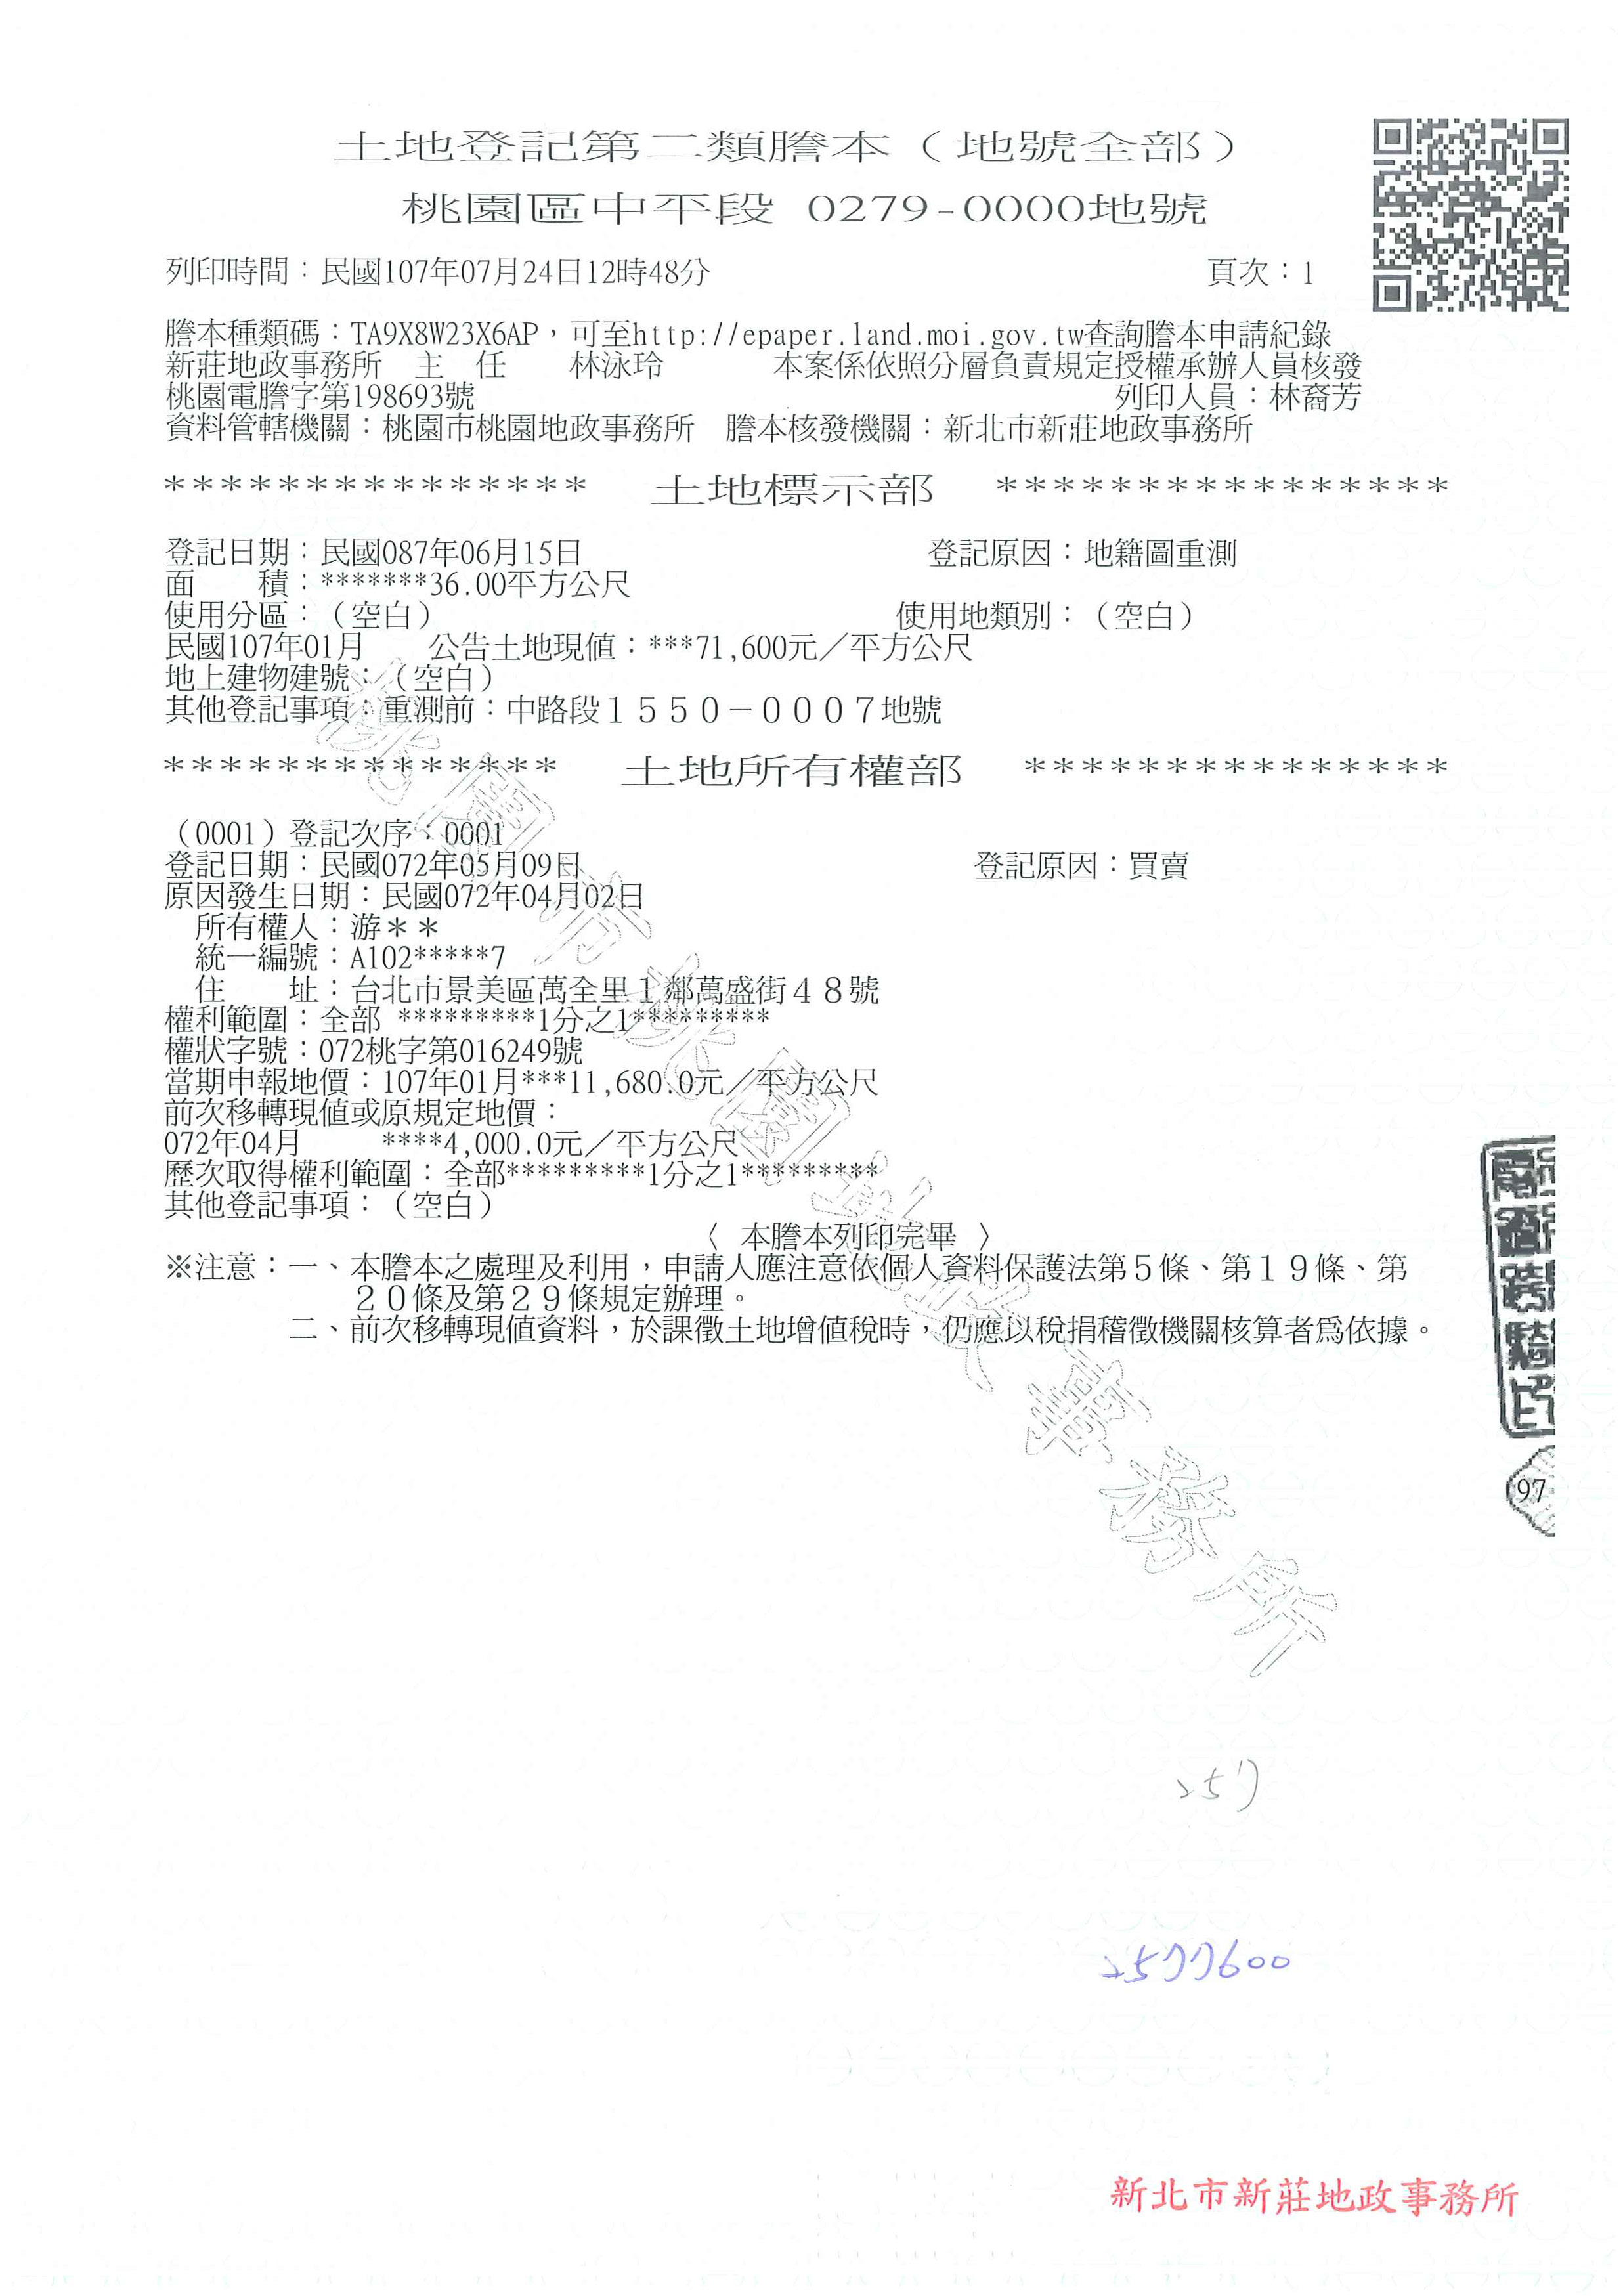 土地登記第二類謄本（地號全部）
桃園區中平段 0279-0000地號
列印時間：民國107年07月24日12時48分 頁次：1
謄本種類碼：TA9X8W23X6AP，可至http://epaper.land.moi.gov.tw查詢謄本申請紀錄
新莊地政事務所 主 任 林泳玲 本案係依照分層負責規定授權承辦人員核發
桃園電謄字第198693號 列印人員：林裔芳
資料管轄機關：桃園市桃園地政事務所 謄本核發機關：新北市新莊地政事務所
*************** 土地標示部 ****************
登記日期：民國087年06月15日 登記原因：地籍圖重測
面 積：*******36.00平方公尺
使用分區：（空白） 使用地類別：（空白）
民國107年01月 公告土地現值：***71,600元／平方公尺
地上建物建號：（空白）
其他登記事項：重測前：中路段１５５０－０００７地號
************** 土地所有權部 ***************
（0001）登記次序：0001
登記日期：民國072年05月09日 登記原因：買賣
原因發生日期：民國072年04月02日
所有權人：游＊＊
統一編號：A102*****7
住 址：台北市景美區萬全里１鄰萬盛街４８號
權利範圍：全部 *********1分之1*********
權狀字號：072桃字第016249號
當期申報地價：107年01月***11,680.0元／平方公尺
前次移轉現值或原規定地價：
072年04月 ****4,000.0元／平方公尺
歷次取得權利範圍：全部*********1分之1*********
其他登記事項：（空白）
〈 本謄本列印完畢 〉
※注意：一、本謄本之處理及利用，申請人應注意依個人資料保護法第５條、第１９條、第
２０條及第２９條規定辦理。
二、前次移轉現值資料，於課徵土地增值稅時，仍應以稅捐稽徵機關核算者為依據。
桃園市桃園地政事務所
97
257
2577600
新北市新莊地政事務所